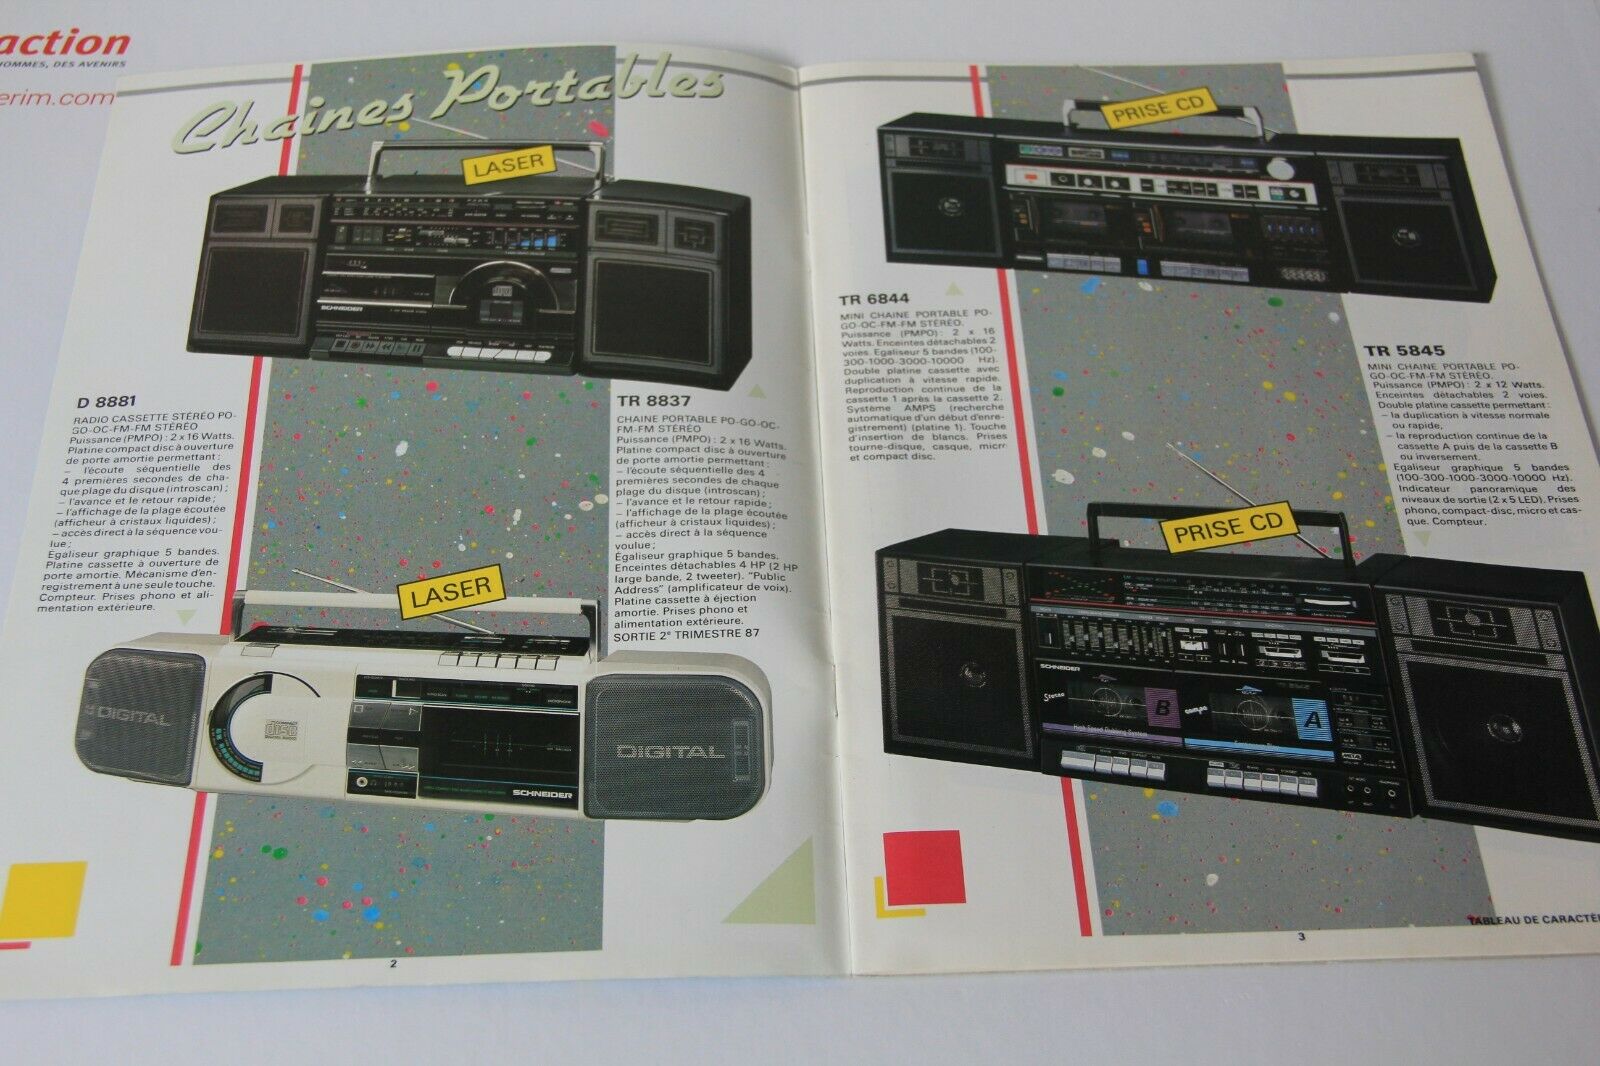 action
HOMMES, DES AVENIRS
erim.com
Chaines Portables
LASER
SCHNEIDER
D 8881
RADIO CASSETTE STÉRÉO PO-
GO-OC-FM-FM STÉRÉO
Puissance (PMPO) : 2 x 16 Watts.
Platine compact disc à ouverture
de porte amortie permettant :
– l'écoute séquentielle des
4 premières secondes de cha-
que plage du disque (introscan) ;
– l'avance et le retour rapide ;
– l'affichage de la plage écoutée
(afficheur à cristaux liquides) ;
– accès direct à la séquence vou-
lue ;
Egaliseur graphique 5 bandes.
Platine cassette à ouverture de
porte amortie. Mécanisme d'en-
registrement à une seule touche.
Compteur. Prises phono et ali-
mentation extérieure.
TR 8837
CHAINE PORTABLE PO-GO-OC-
FM-FM STÉRÉO
Puissance (PMPO) : 2 x 16 Watts.
Platine compact disc à ouverture
de porte amortie permettant :
– l'écoute séquentielle des 4
premières secondes de chaque
plage du disque (introscan) ;
– l'avance et le retour rapide ;
– l'affichage de la plage écoutée
(afficheur à cristaux liquides) ;
– accès direct à la séquence
voulue ;
Égaliseur graphique 5 bandes.
Enceintes détachables 4 HP (2 HP
large bande, 2 tweeter). "Public
Address" (amplificateur de voix).
Platine cassette à éjection
amortie. Prises phono et
alimentation extérieure.
SORTIE 2e TRIMESTRE 87
LASER
DIGITAL
COMPACT
disc
DIGITAL AUDIO
SCHNEIDER
DIGITAL
2
PRISE CD
TR 6844
MINI CHAINE PORTABLE PO-
GO-OC-FM-FM STÉRÉO.
Puissance (PMPO) : 2 x 16
Watts. Enceintes détachables 2
voies. Egaliseur 5 bandes (100-
300-1000-3000-10000 Hz).
Double platine cassette avec
duplication à vitesse rapide.
Reproduction continue de la
cassette 1 après la cassette 2.
Système AMPS (recherche
automatique d'un début d'enre-
gistrement) (platine 1). Touche
d'insertion de blancs. Prises
tourne-disque, casque, micro
et compact disc.
TR 5845
MINI CHAINE PORTABLE PO-
GO-OC-FM-FM STÉRÉO.
Puissance (PMPO) : 2 x 12 Watts.
Enceintes détachables 2 voies.
Double platine cassette permettant :
– la duplication à vitesse normale
ou rapide,
– la reproduction continue de la
cassette A puis de la cassette B
ou inversement.
Egaliseur graphique 5 bandes
(100-300-1000-3000-10000 Hz).
Indicateur panoramique des
niveaux de sortie (2 x 5 LED). Prises
phono, compact-disc, micro et cas-
que. Compteur.
PRISE CD
SCHNEIDER
Stereo
B
compo
A
High Speed Dubbing System
TABLEAU DE CARACTÉ
3